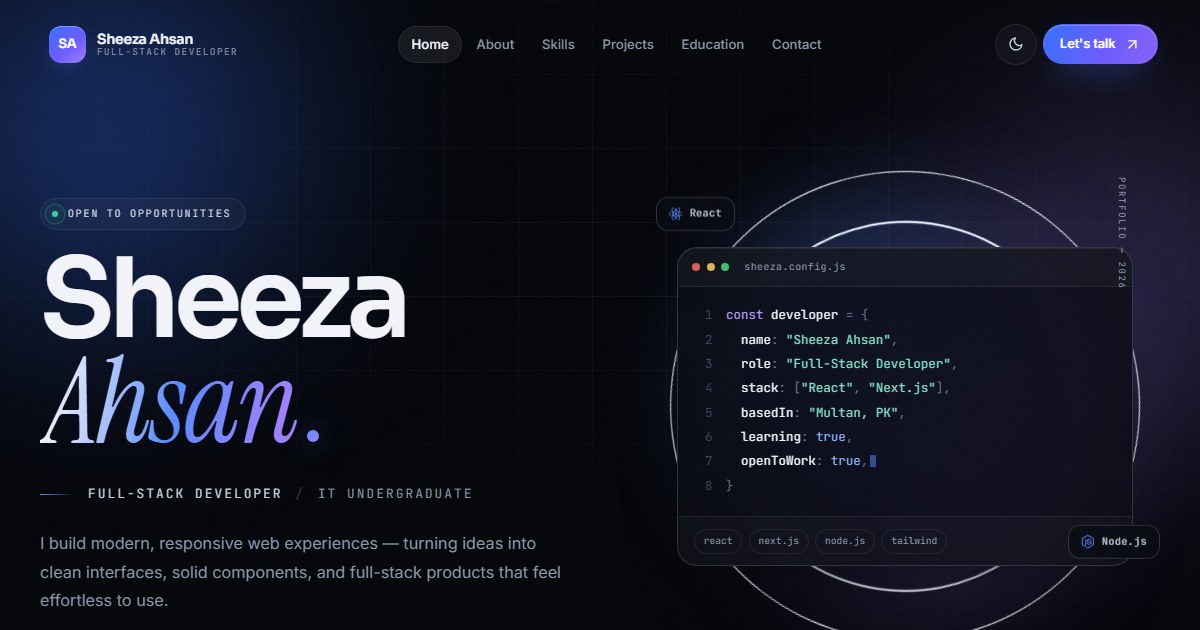 SA
Sheeza Ahsan
FULL-STACK DEVELOPER
Home
About
Skills
Projects
Education
Contact
Let's talk
OPEN TO OPPORTUNITIES
Sheeza
Ahsan.
FULL-STACK DEVELOPER / IT UNDERGRADUATE
I build modern, responsive web experiences — turning ideas into
clean interfaces, solid components, and full-stack products that feel
effortless to use.
React
PORTFOLIO — 2026
sheeza.config.js
1 const developer = {
2 name: "Sheeza Ahsan",
3 role: "Full-Stack Developer",
4 stack: ["React", "Next.js"],
5 basedIn: "Multan, PK",
6 learning: true,
7 openToWork: true,
8 }
react
next.js
node.js
tailwind
Node.js